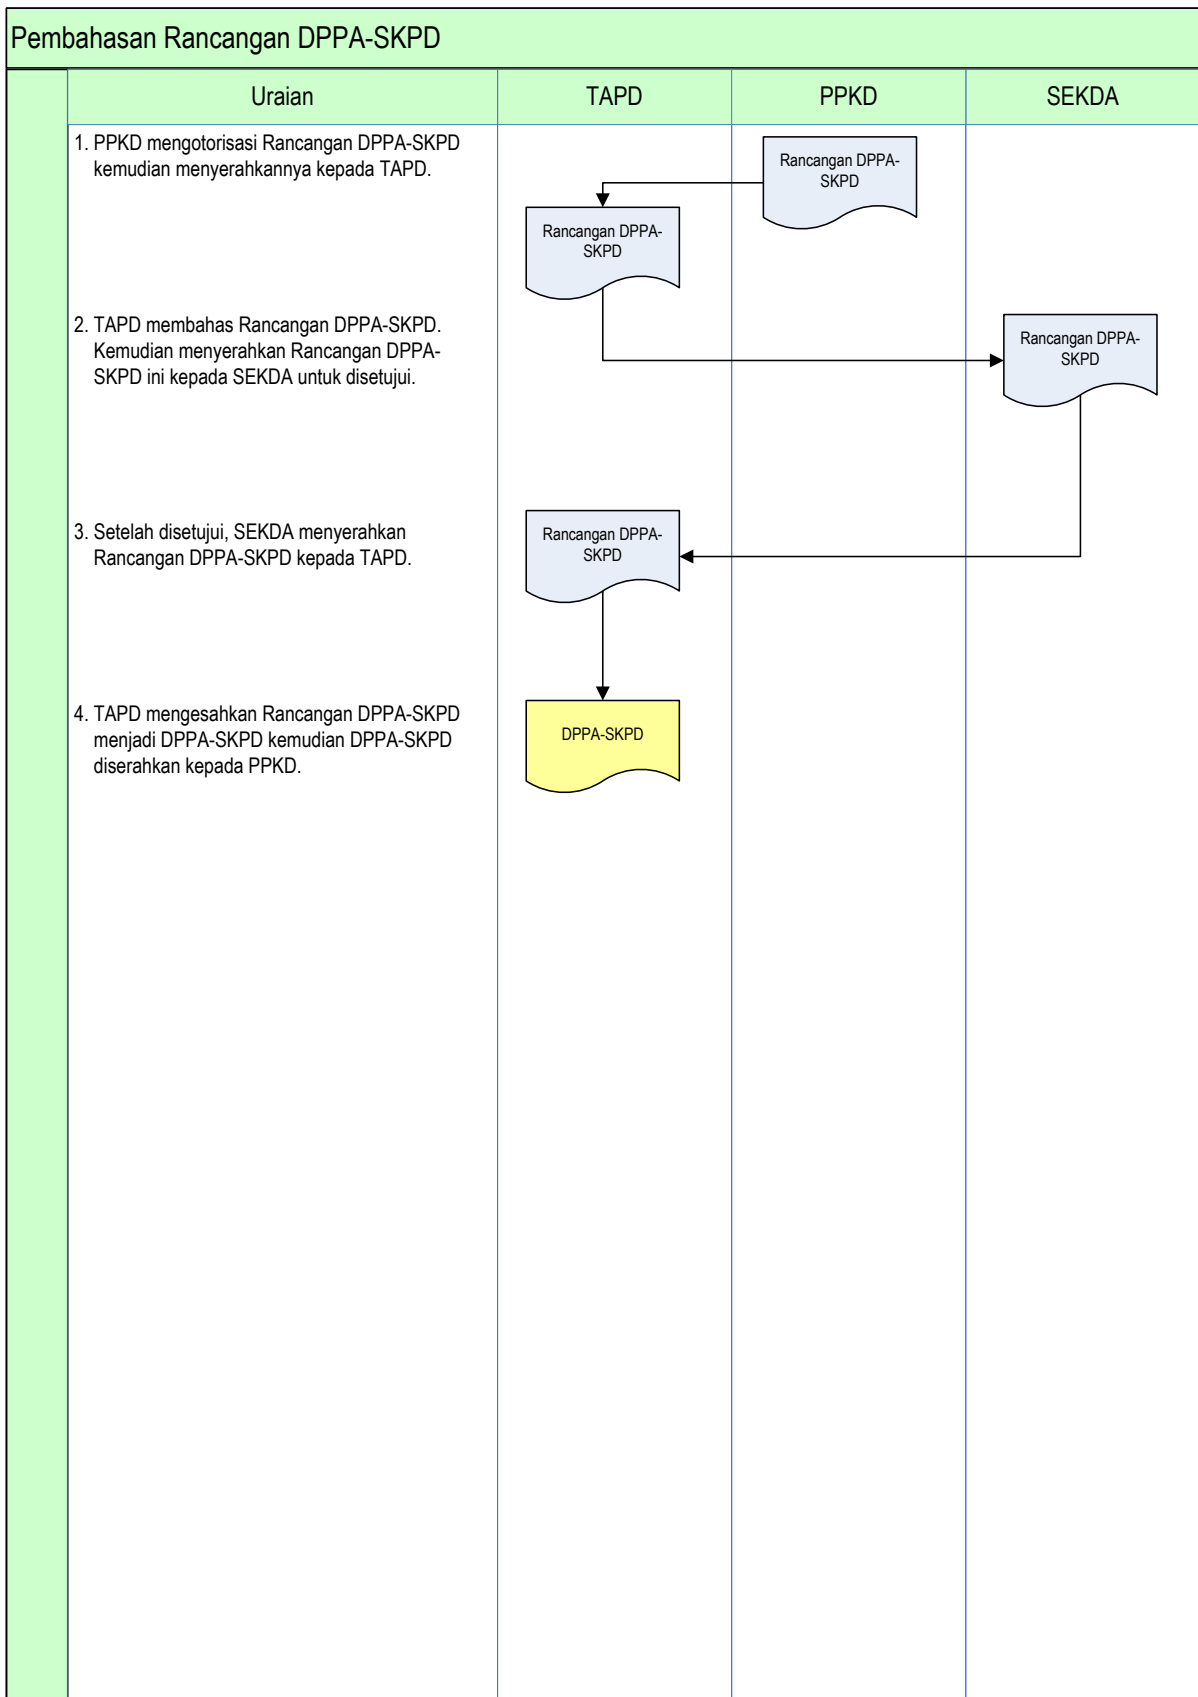 Pembahasan Rancangan DPPA-SKPD
Uraian
TAPD
PPKD
SEKDA
1. PPKD mengotorisasi Rancangan DPPA-SKPD
kemudian menyerahkannya kepada TAPD.
Rancangan DPPA-
SKPD
Rancangan DPPA-
SKPD
2. TAPD membahas Rancangan DPPA-SKPD.
Kemudian menyerahkan Rancangan DPPA-
SKPD ini kepada SEKDA untuk disetujui.
Rancangan DPPA-
SKPD
3. Setelah disetujui, SEKDA menyerahkan
Rancangan DPPA-SKPD kepada TAPD.
Rancangan DPPA-
SKPD
4. TAPD mengesahkan Rancangan DPPA-SKPD
menjadi DPPA-SKPD kemudian DPPA-SKPD
diserahkan kepada PPKD.
DPPA-SKPD